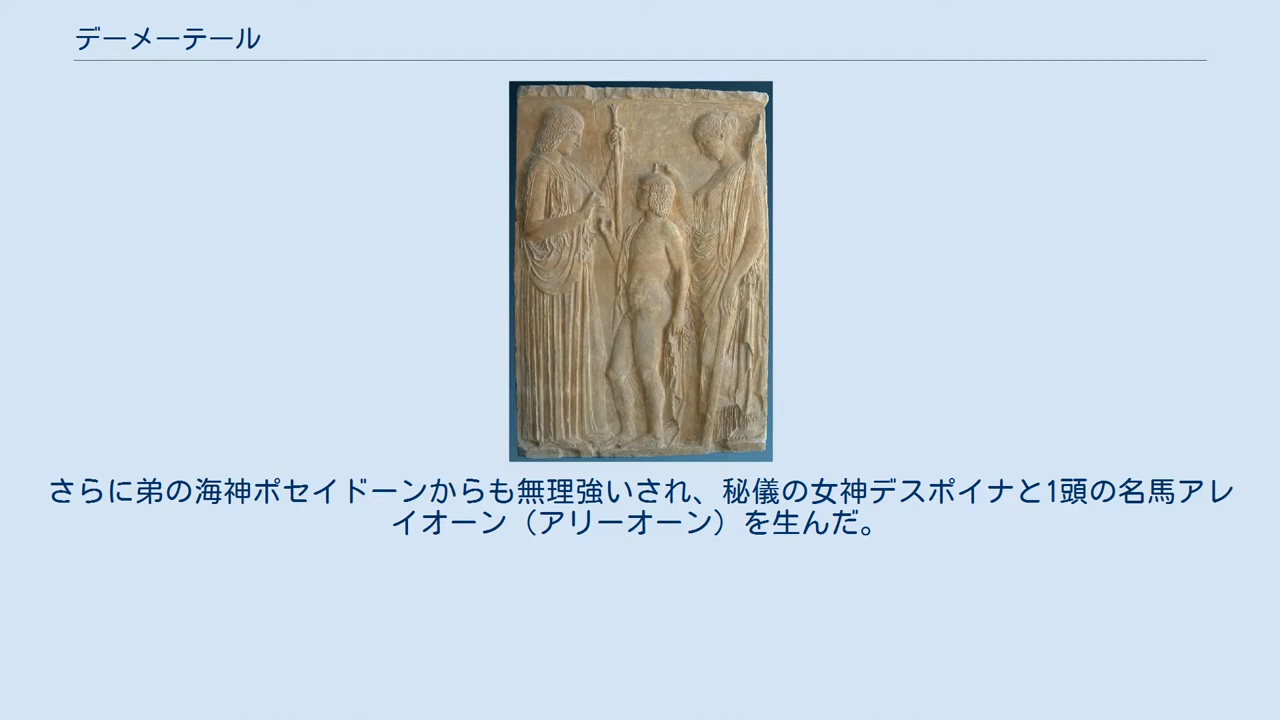 デーメーテール
さらに弟の海神ポセイドーンからも無理強いされ、秘儀の女神デスポイナと1頭の名馬アレ
イオーン（アリーオーン）を生んだ。